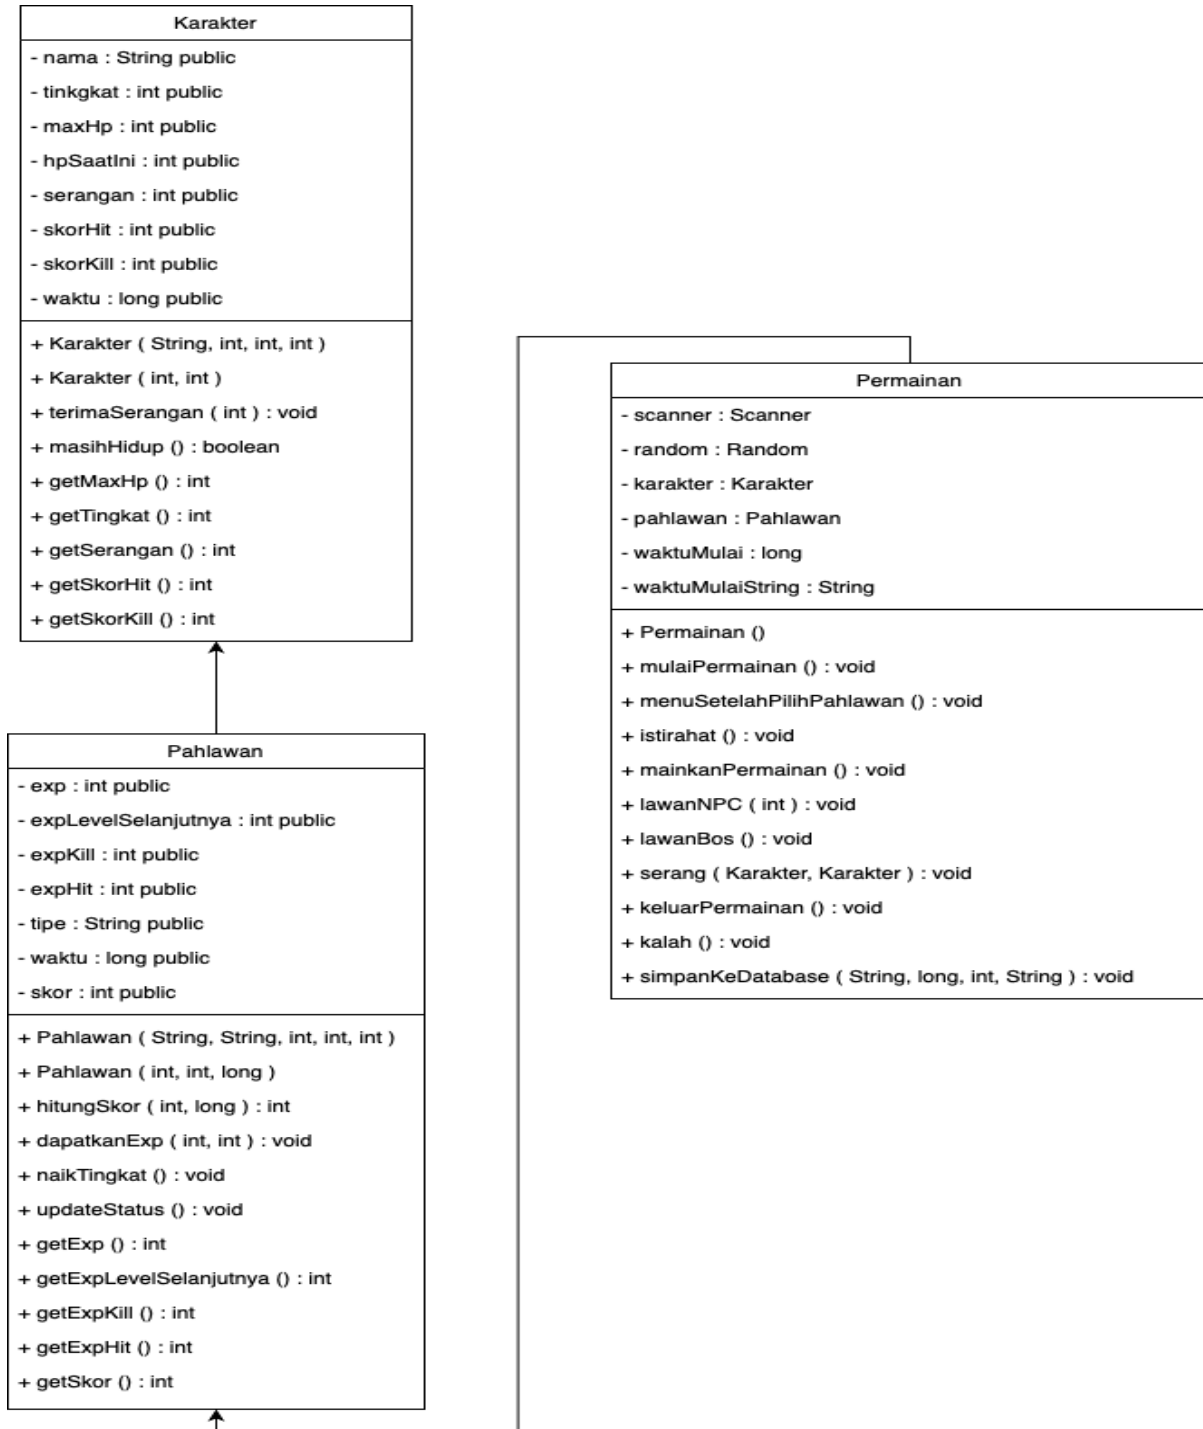 Karakter
- nama : String public
- tinkgkat : int public
- maxHp : int public
- hpSaatIni : int public
- serangan : int public
- skorHit : int public
- skorKill : int public
- waktu : long public
+ Karakter ( String, int, int, int )
+ Karakter ( int, int )
+ terimaSerangan ( int ) : void
+ masihHidup () : boolean
+ getMaxHp () : int
+ getTingkat () : int
+ getSerangan () : int
+ getSkorHit () : int
+ getSkorKill () : int
Pahlawan
- exp : int public
- expLevelSelanjutnya : int public
- expKill : int public
- expHit : int public
- tipe : String public
- waktu : long public
- skor : int public
+ Pahlawan ( String, String, int, int, int )
+ Pahlawan ( int, int, long )
+ hitungSkor ( int, long ) : int
+ dapatkanExp ( int, int ) : void
+ naikTingkat () : void
+ updateStatus () : void
+ getExp () : int
+ getExpLevelSelanjutnya () : int
+ getExpKill () : int
+ getExpHit () : int
+ getSkor () : int
Permainan
- scanner : Scanner
- random : Random
- karakter : Karakter
- pahlawan : Pahlawan
- waktuMulai : long
- waktuMulaiString : String
+ Permainan ()
+ mulaiPermainan () : void
+ menuSetelahPilihPahlawan () : void
+ istirahat () : void
+ mainkanPermainan () : void
+ lawanNPC ( int ) : void
+ lawanBos () : void
+ serang ( Karakter, Karakter ) : void
+ keluarPermainan () : void
+ kalah () : void
+ simpanKeDatabase ( String, long, int, String ) : void